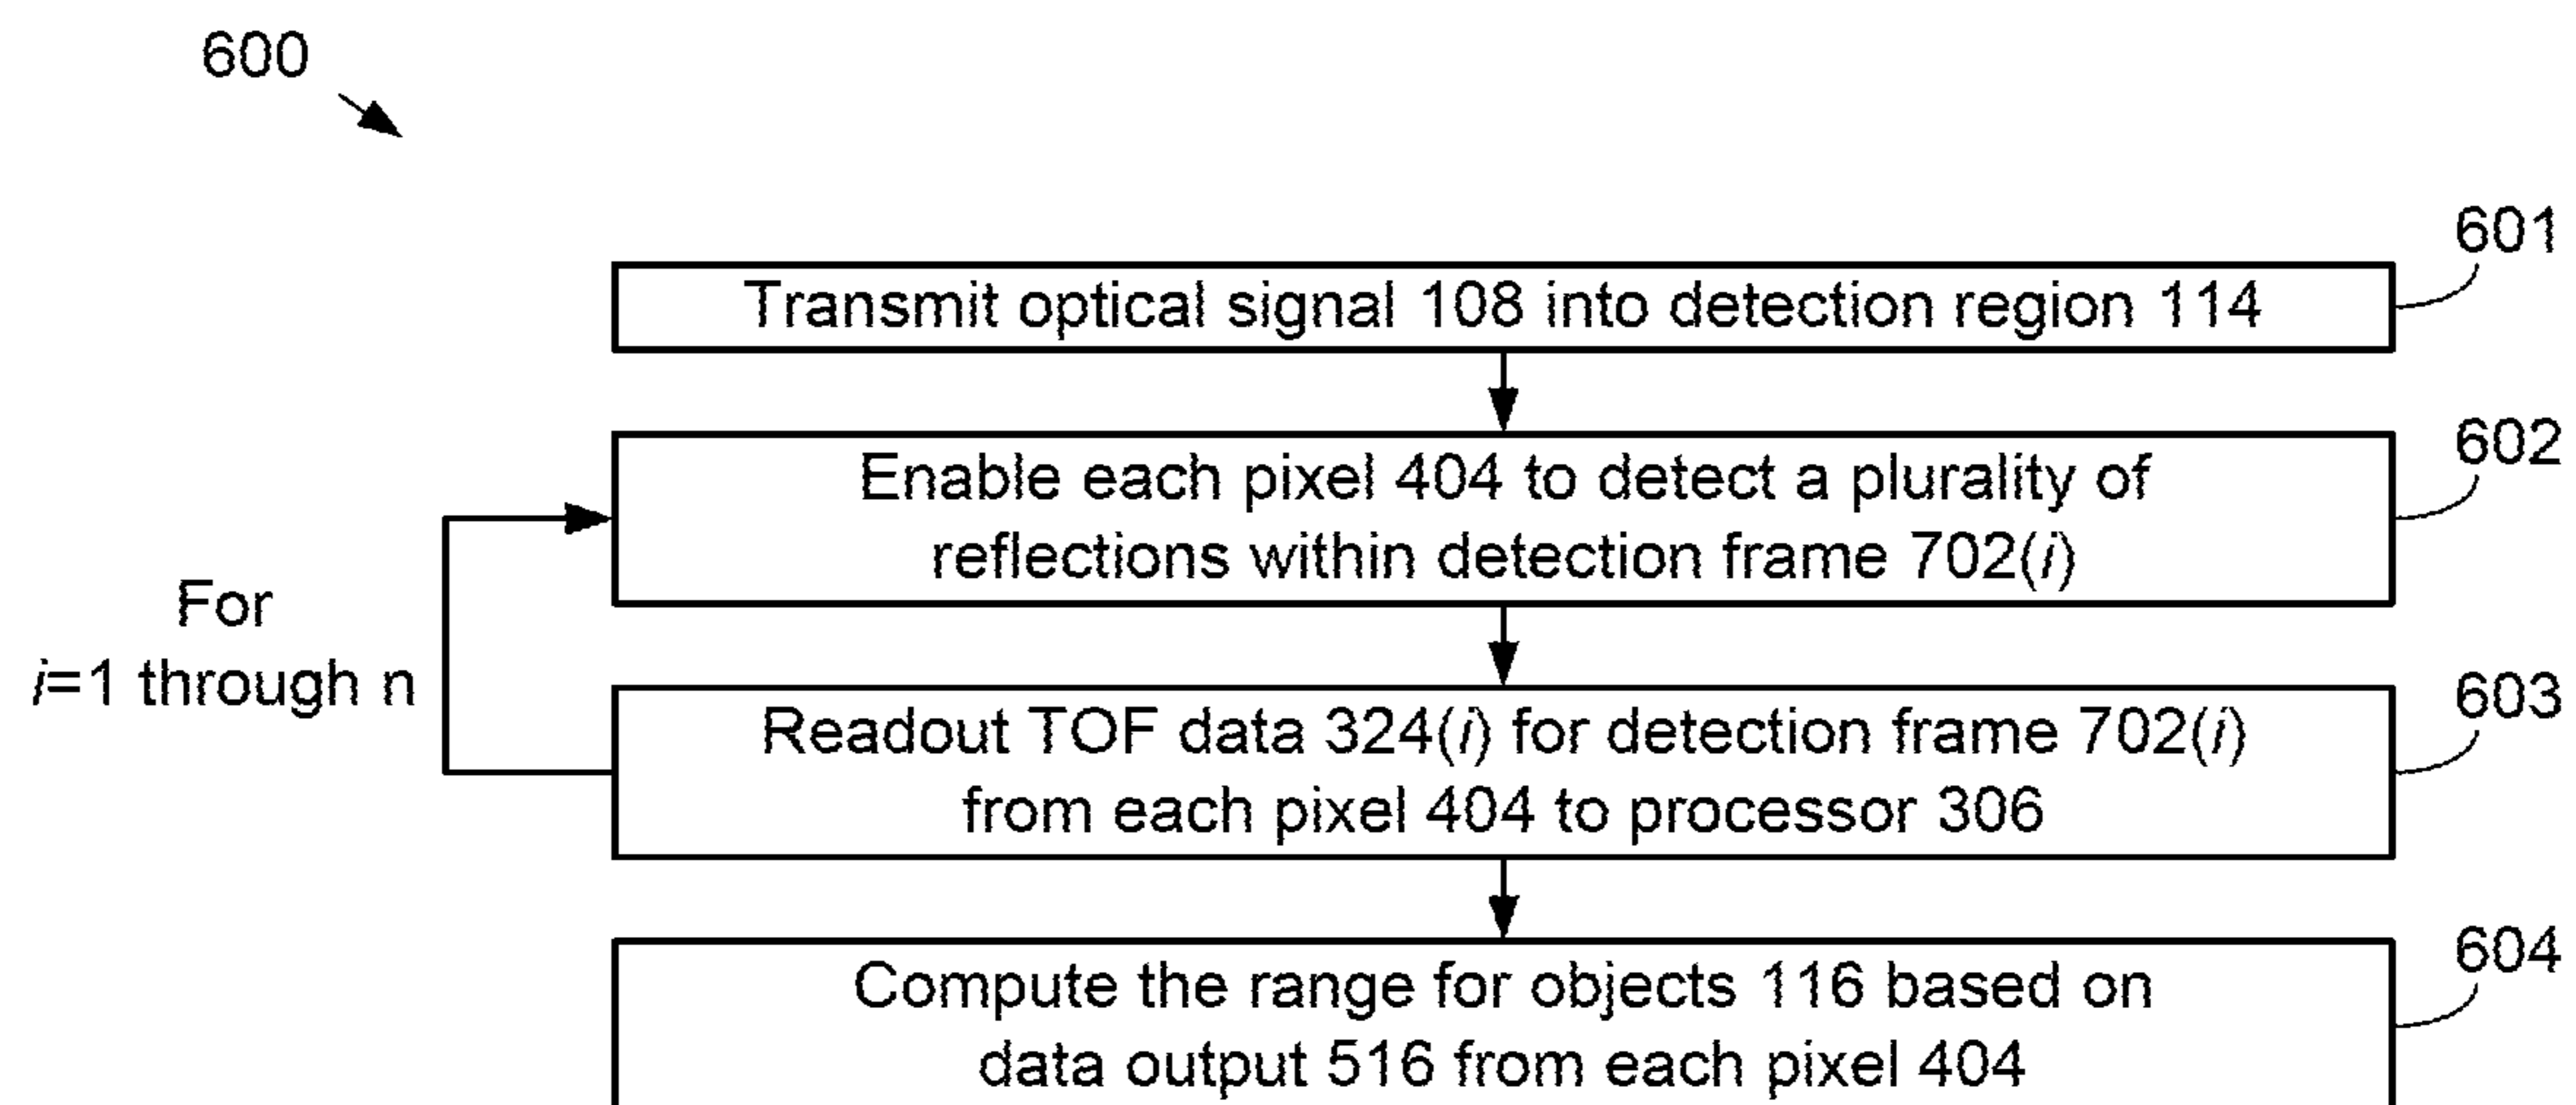 600
601
Transmit optical signal 108 into detection region 114
602
Enable each pixel 404 to detect a plurality of
reflections within detection frame 702(i)
For
i=1 through n
603
Readout TOF data 324(i) for detection frame 702(i)
from each pixel 404 to processor 306
604
Compute the range for objects 116 based on
data output 516 from each pixel 404